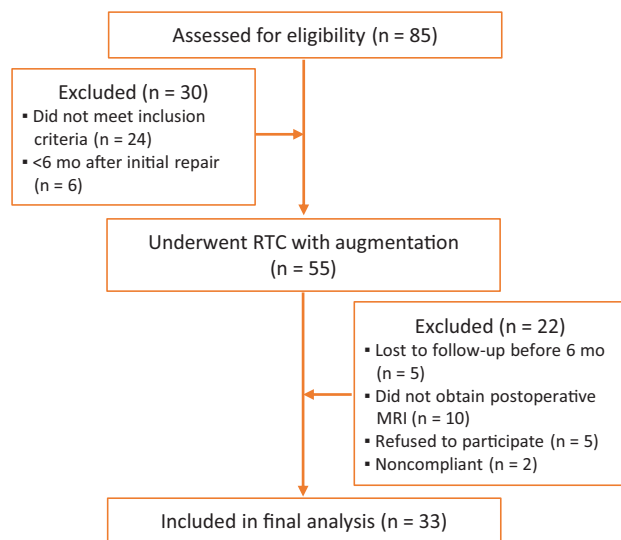 Assessed for eligibility (n = 85)
Excluded (n = 30)
▪ Did not meet inclusion
criteria (n = 24)
▪ <6 mo after initial repair
(n = 6)
Underwent RTC with augmentation
(n = 55)
Excluded (n = 22)
▪ Lost to follow-up before 6 mo
(n = 5)
▪ Did not obtain postoperative
MRI (n = 10)
▪ Refused to participate (n = 5)
▪ Noncompliant (n = 2)
Included in final analysis (n = 33)